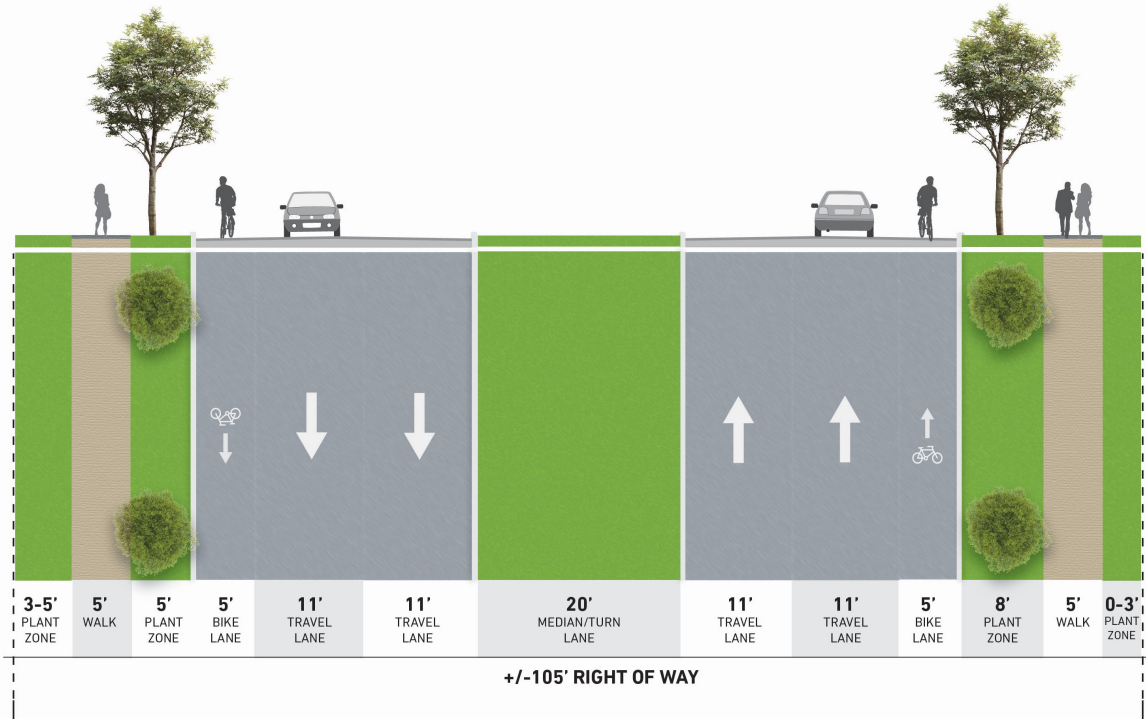 3-5'
PLANT
ZONE
5'
WALK
5'
PLANT
ZONE
5'
BIKE
LANE
11'
TRAVEL
LANE
11'
TRAVEL
LANE
20'
MEDIAN/TURN
LANE
11'
TRAVEL
LANE
11'
TRAVEL
LANE
5'
BIKE
LANE
8'
PLANT
ZONE
5'
WALK
0-3'
PLANT
ZONE
+/-105' RIGHT OF WAY